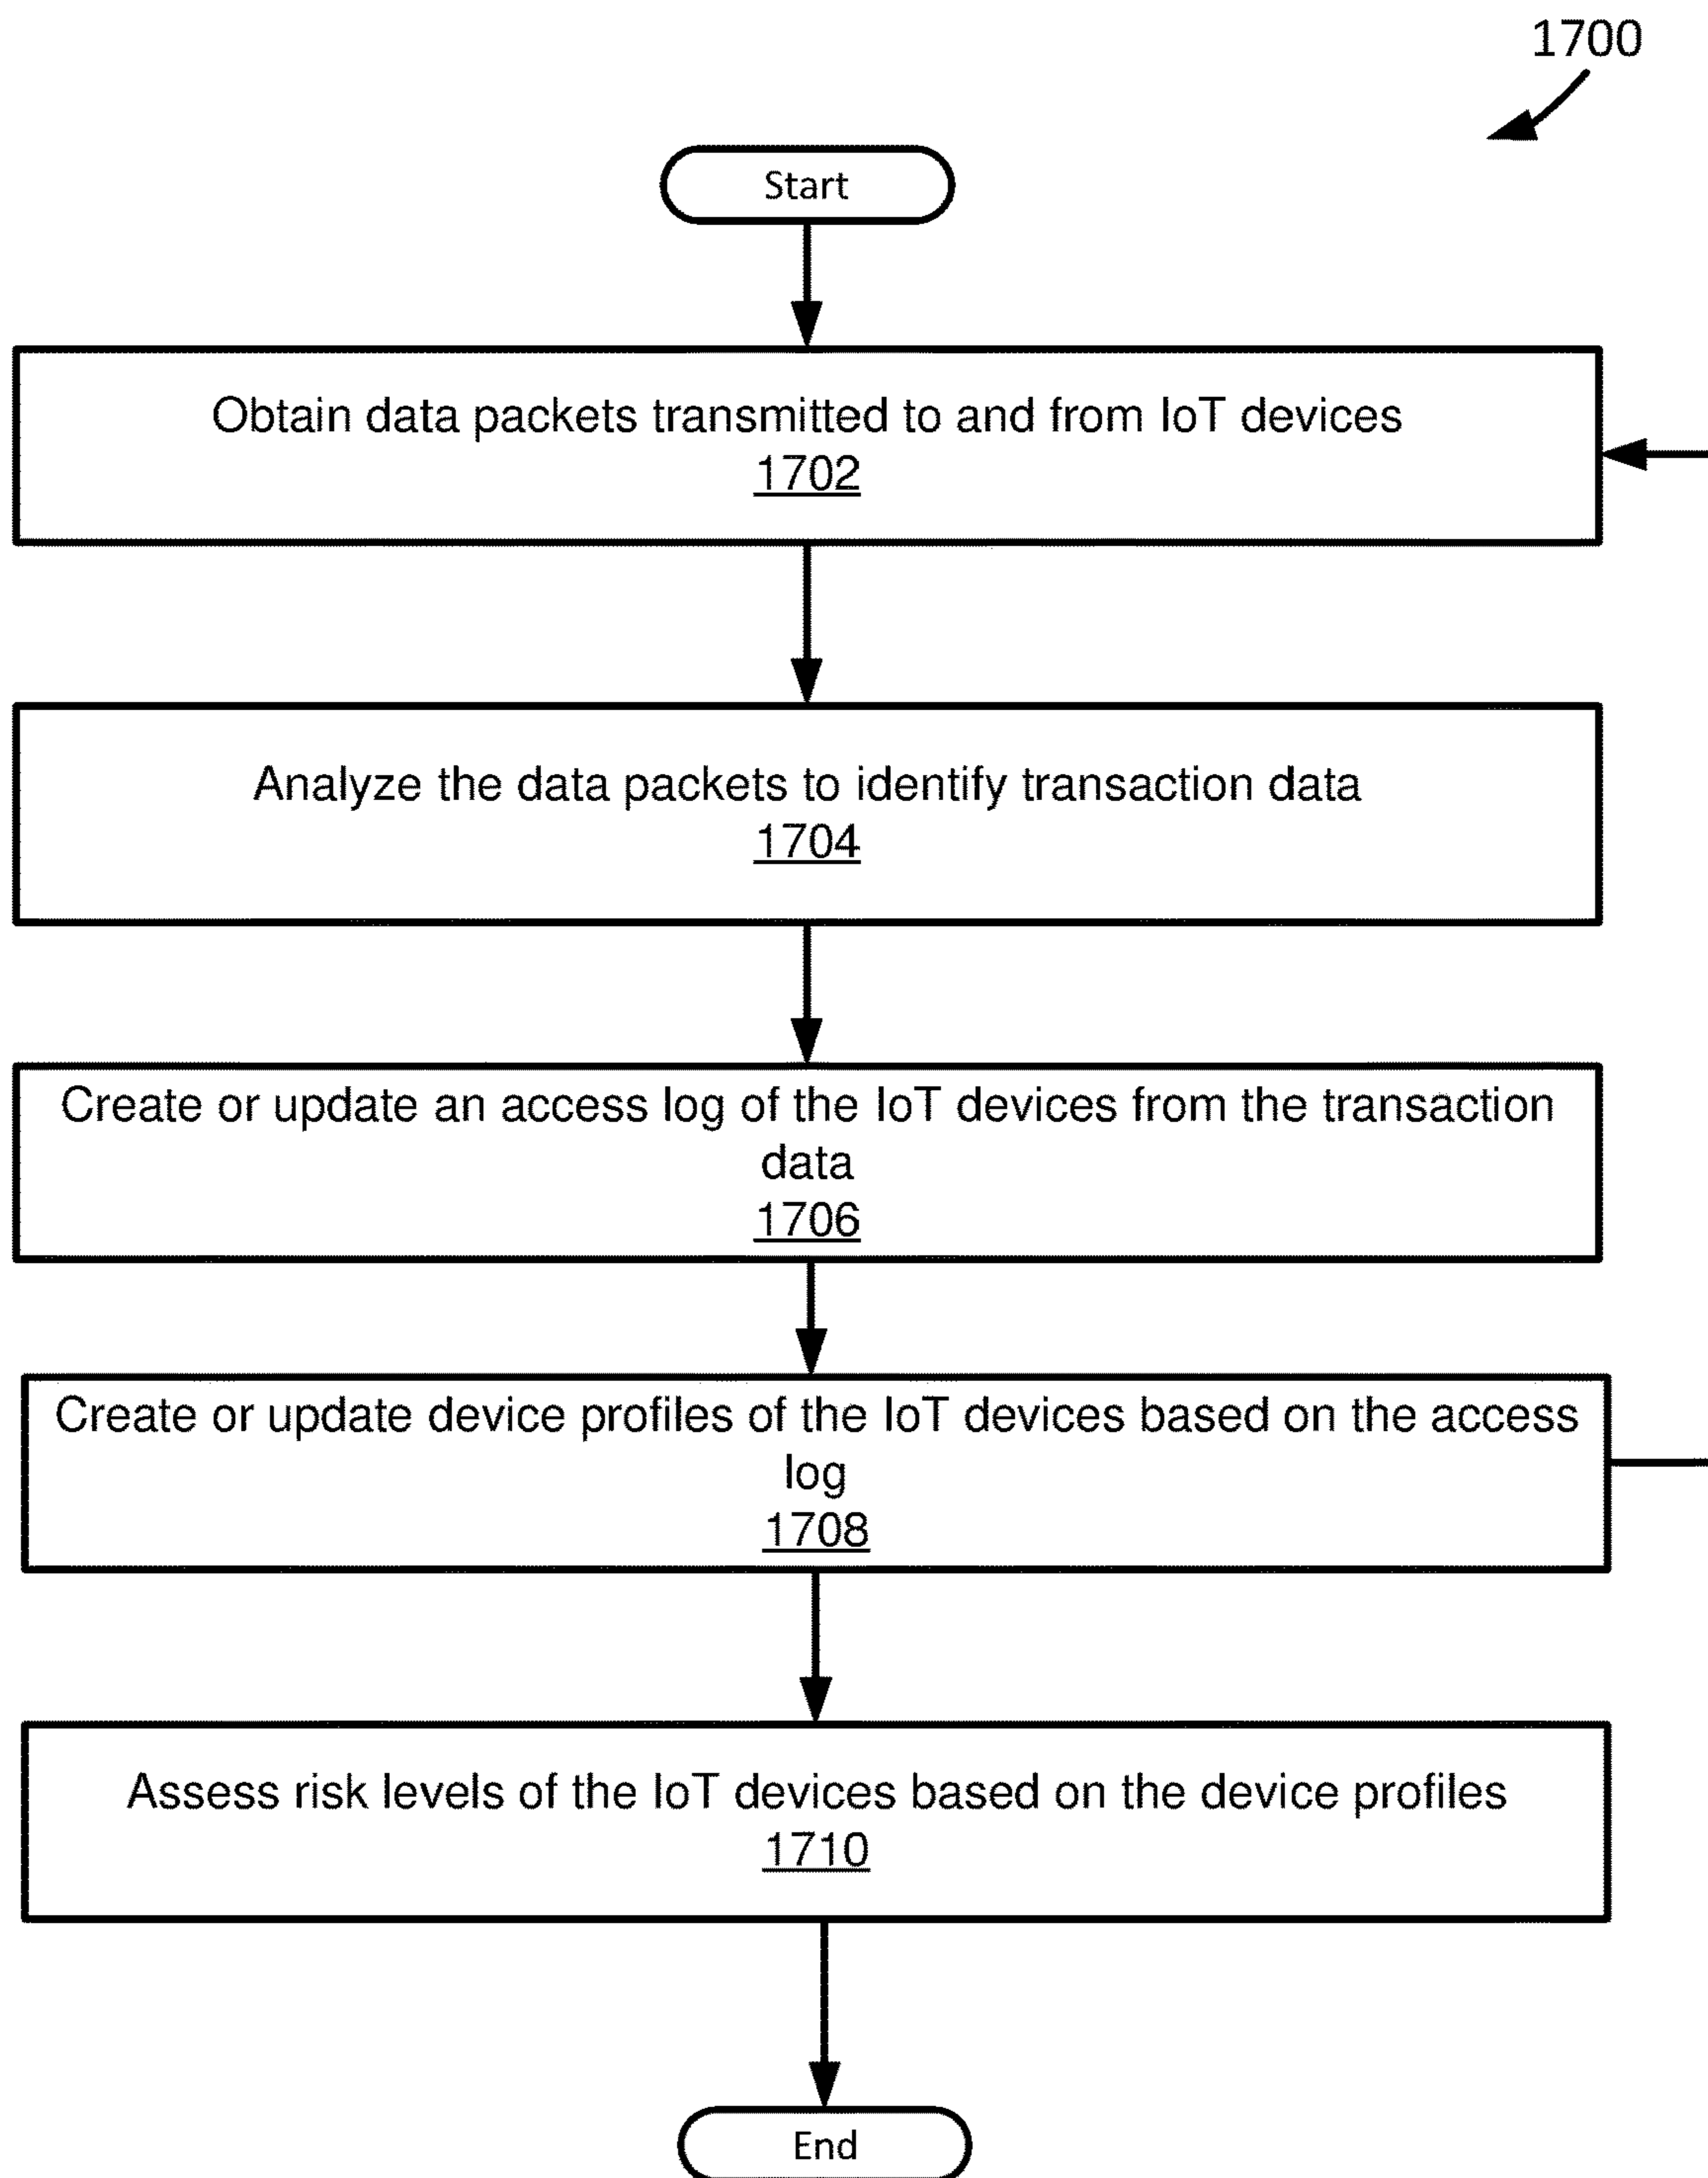 1700
Start
Obtain data packets transmitted to and from IoT devices
1702
Analyze the data packets to identify transaction data
1704
Create or update an access log of the IoT devices from the transaction
data
1706
Create or update device profiles of the IoT devices based on the access
log
1708
Assess risk levels of the IoT devices based on the device profiles
1710
End